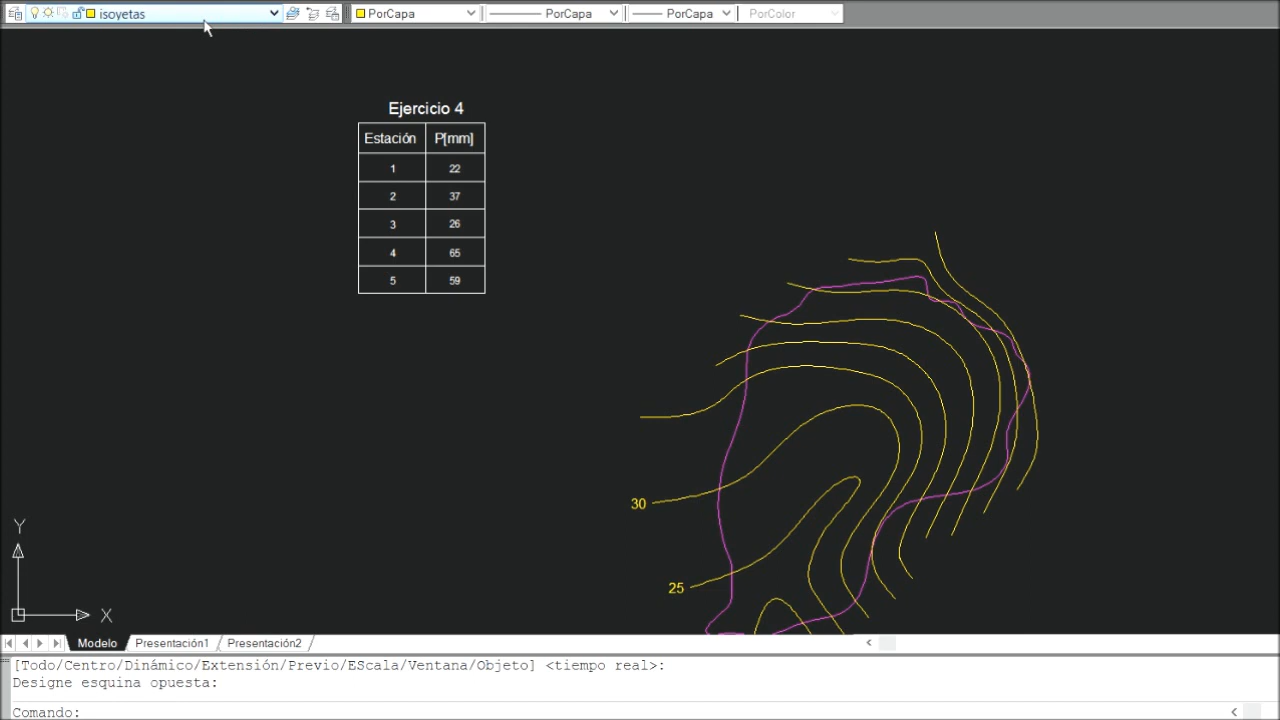 isoyetas PorCapa PorCapa PorCapa PorColor
Ejercicio 4
Estación P[mm]
1 22
2 37
3 26
4 65
5 59
30
25
Y
X
Modelo Presentación1 Presentación2
[Todo/Centro/Dinámico/Extensión/Previo/EScala/Ventana/Objeto] <tiempo real>:
Designe esquina opuesta:
Comando: